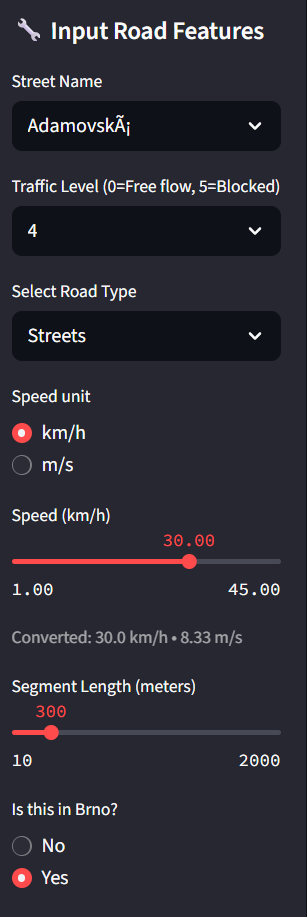 🔧 Input Road Features
Street Name
AdamovskÃ¡
Traffic Level (0=Free flow, 5=Blocked)
4
Select Road Type
Streets
Speed unit
km/h
m/s
Speed (km/h)
30.00
1.00 45.00
Converted: 30.0 km/h • 8.33 m/s
Segment Length (meters)
300
10 2000
Is this in Brno?
No
Yes